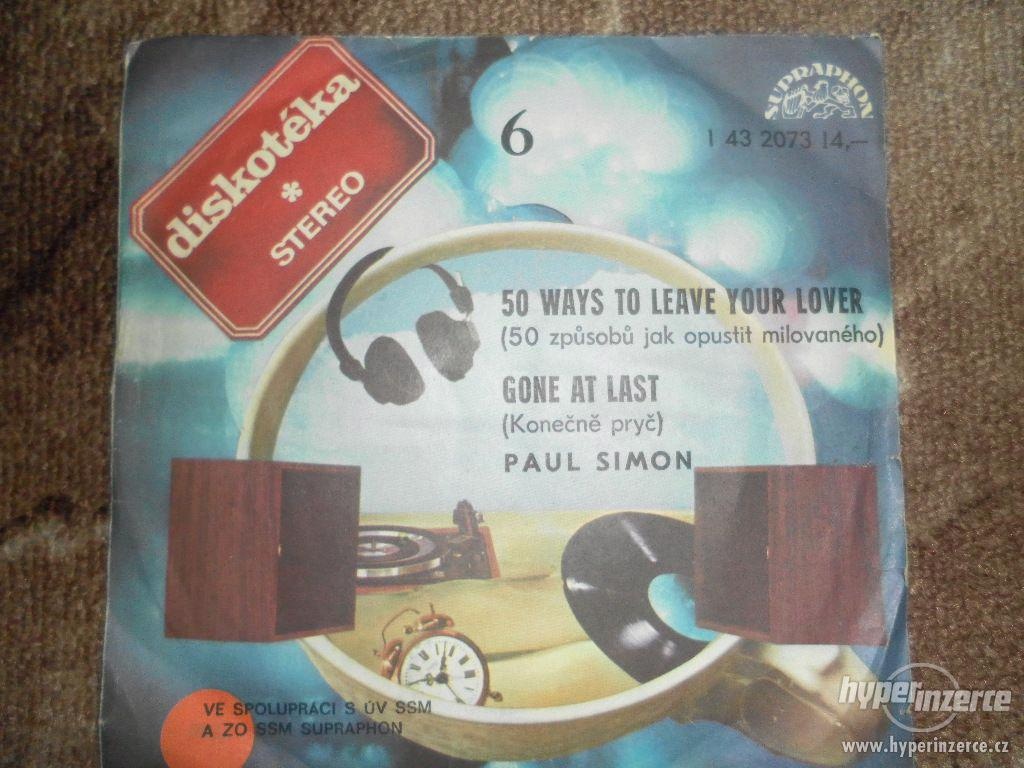 diskotéka
*
STEREO
6
SUPRAPHON
1 43 2073 14,—
50 WAYS TO LEAVE YOUR LOVER
(50 způsobů jak opustit milovaného)
GONE AT LAST
(Konečně pryč)
PAUL SIMON
VE SPOLUPRÁCI S ÚV SSM
A ZO SSM SUPRAPHON
hyperinzerce
www.hyperinzerce.cz